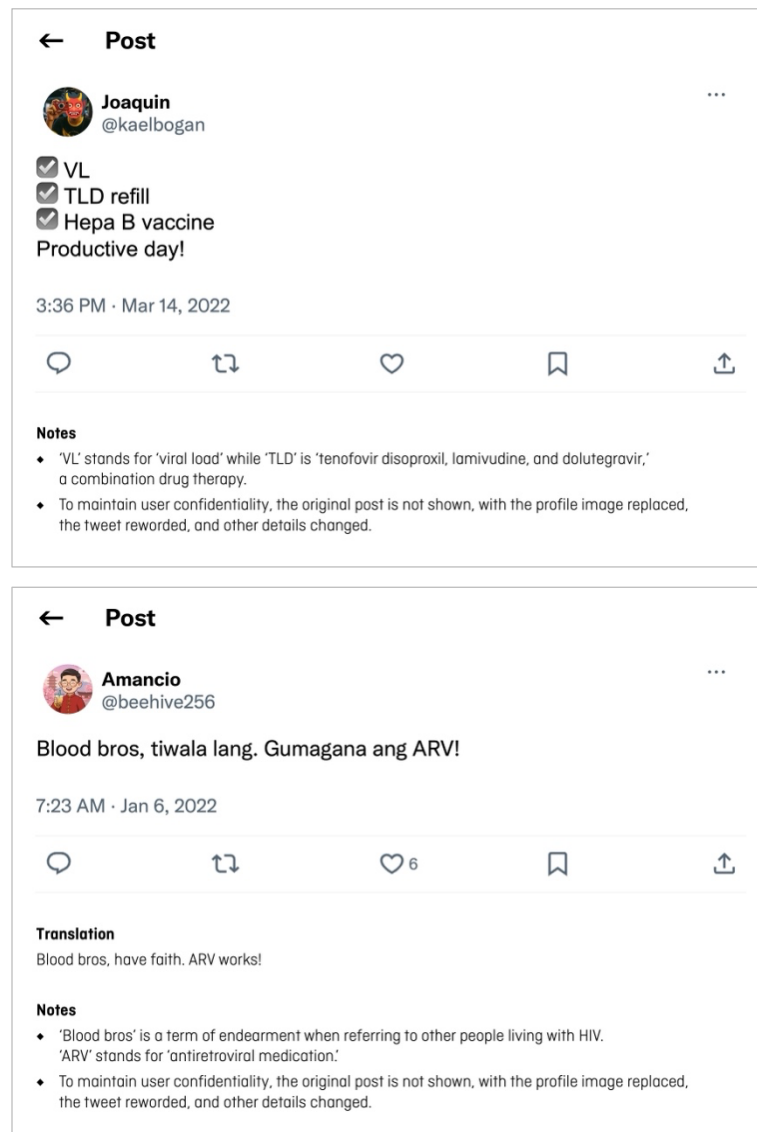 ← Post
Joaquin
@kaelbogan
...
☑ VL
☑ TLD refill
☑ Hepa B vaccine
Productive day!
3:36 PM · Mar 14, 2022
Notes
◆ ‘VL’ stands for ‘viral load’ while ‘TLD’ is ‘tenofovir disoproxil, lamivudine, and dolutegravir,’
a combination drug therapy.
◆ To maintain user confidentiality, the original post is not shown, with the profile image replaced,
the tweet reworded, and other details changed.
← Post
Amancio
@beehive256
...
Blood bros, tiwala lang. Gumagana ang ARV!
7:23 AM · Jan 6, 2022
6
Translation
Blood bros, have faith. ARV works!
Notes
◆ ‘Blood bros’ is a term of endearment when referring to other people living with HIV.
‘ARV’ stands for ‘antiretroviral medication.’
◆ To maintain user confidentiality, the original post is not shown, with the profile image replaced,
the tweet reworded, and other details changed.